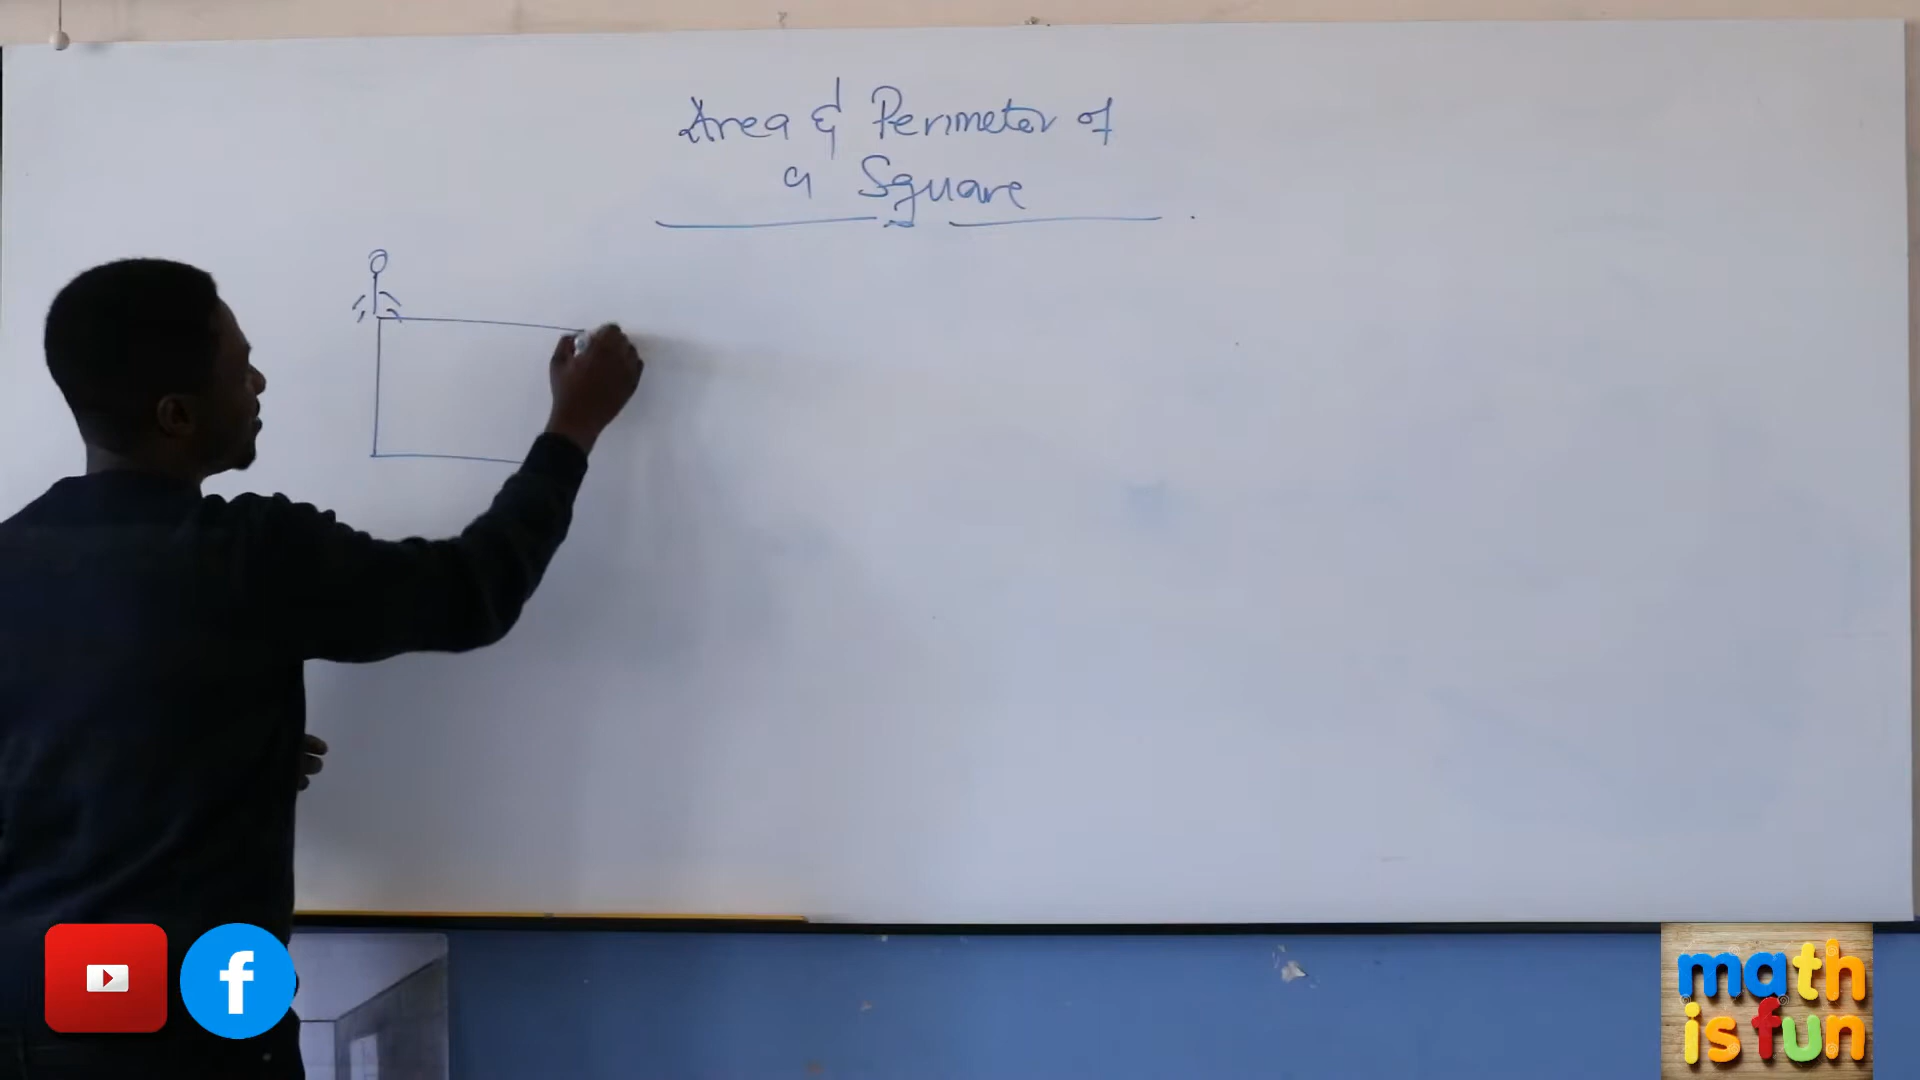 Area & Perimeter of
a Square
f
math
is fun